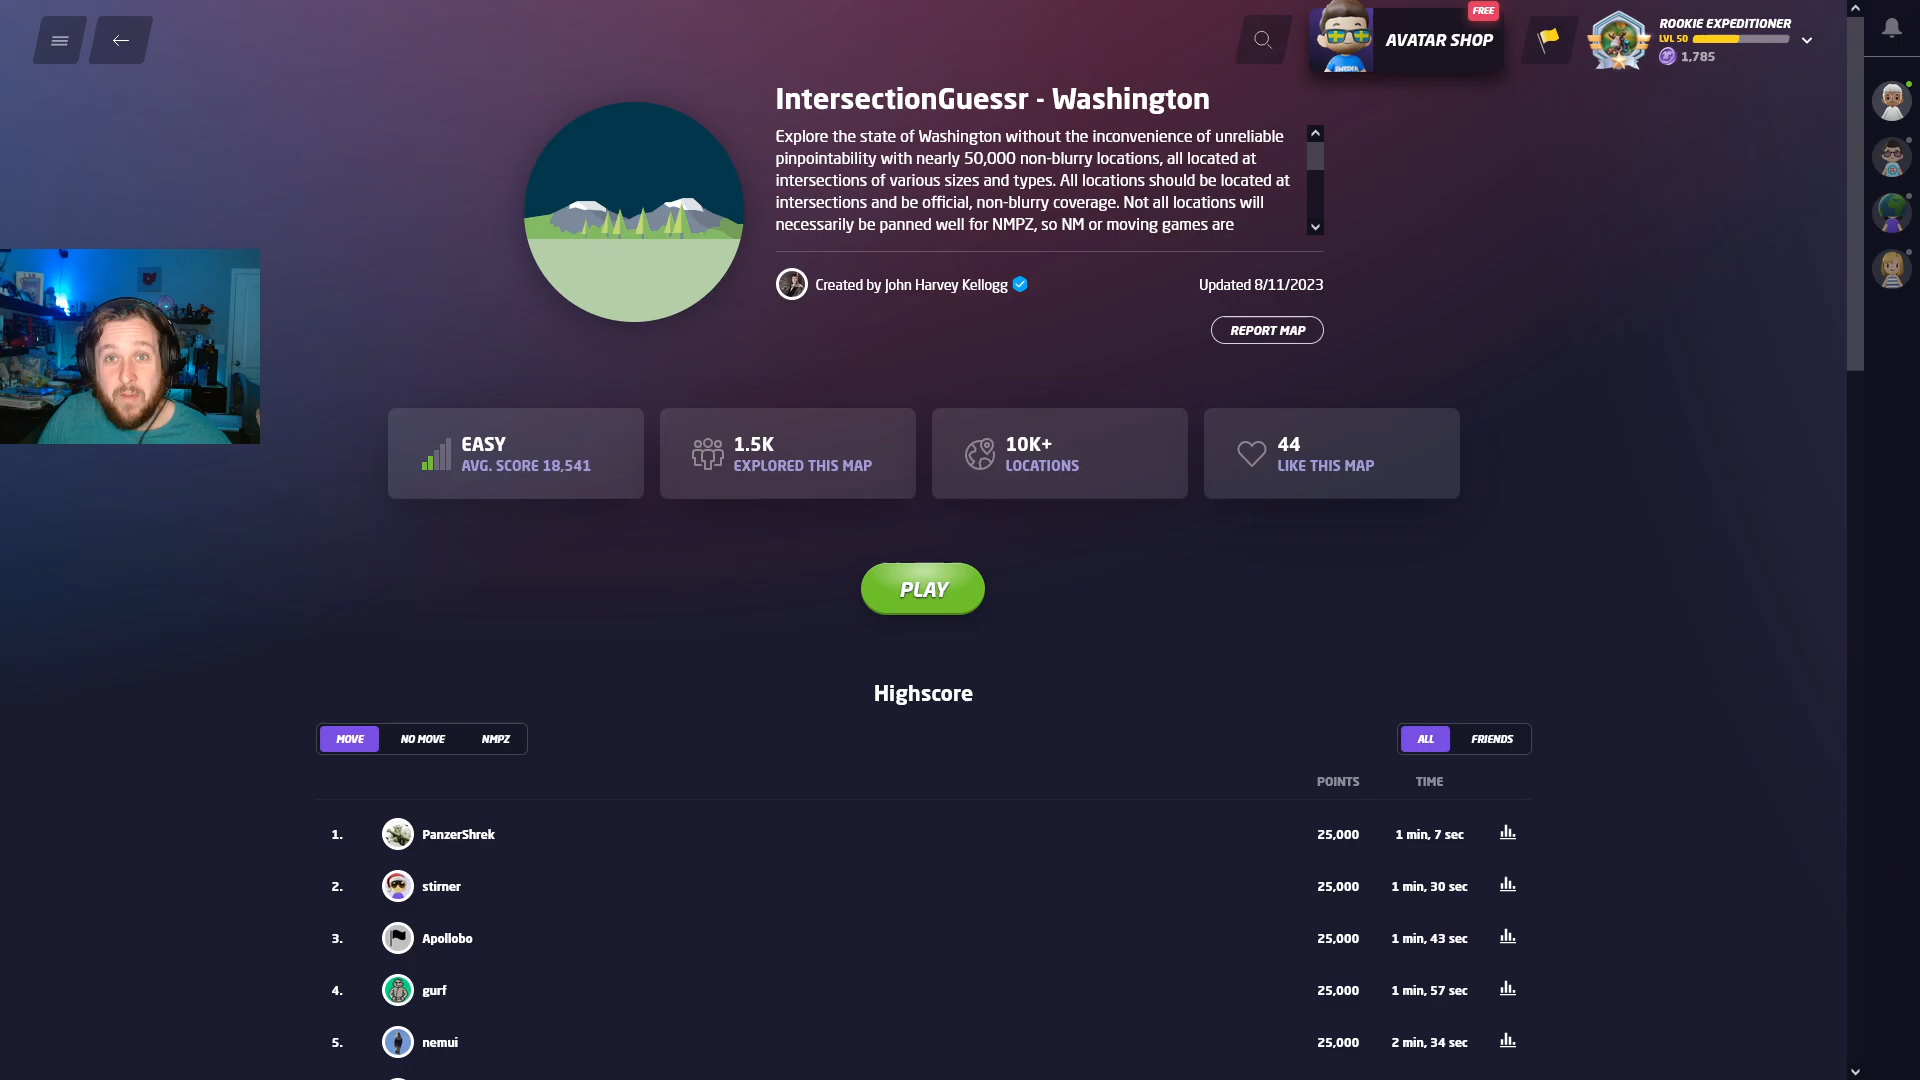 FREE
AVATAR SHOP
SWEDEN
ROOKIE EXPEDITIONER
LVL 50
1,785
IntersectionGuessr - Washington
Explore the state of Washington without the inconvenience of unreliable
pinpointability with nearly 50,000 non-blurry locations, all located at
intersections of various sizes and types. All locations should be located at
intersections and be official, non-blurry coverage. Not all locations will
necessarily be panned well for NMPZ, so NM or moving games are
Created by John Harvey Kellogg
Updated 8/11/2023
REPORT MAP
EASY
AVG. SCORE 18,541
1.5K
EXPLORED THIS MAP
10K+
LOCATIONS
44
LIKE THIS MAP
PLAY
Highscore
MOVE NO MOVE NMPZ
ALL FRIENDS
POINTS TIME
1. PanzerShrek 25,000 1 min, 7 sec
2. stirner 25,000 1 min, 30 sec
3. Apollobo 25,000 1 min, 43 sec
4. gurf 25,000 1 min, 57 sec
5. nemui 25,000 2 min, 34 sec